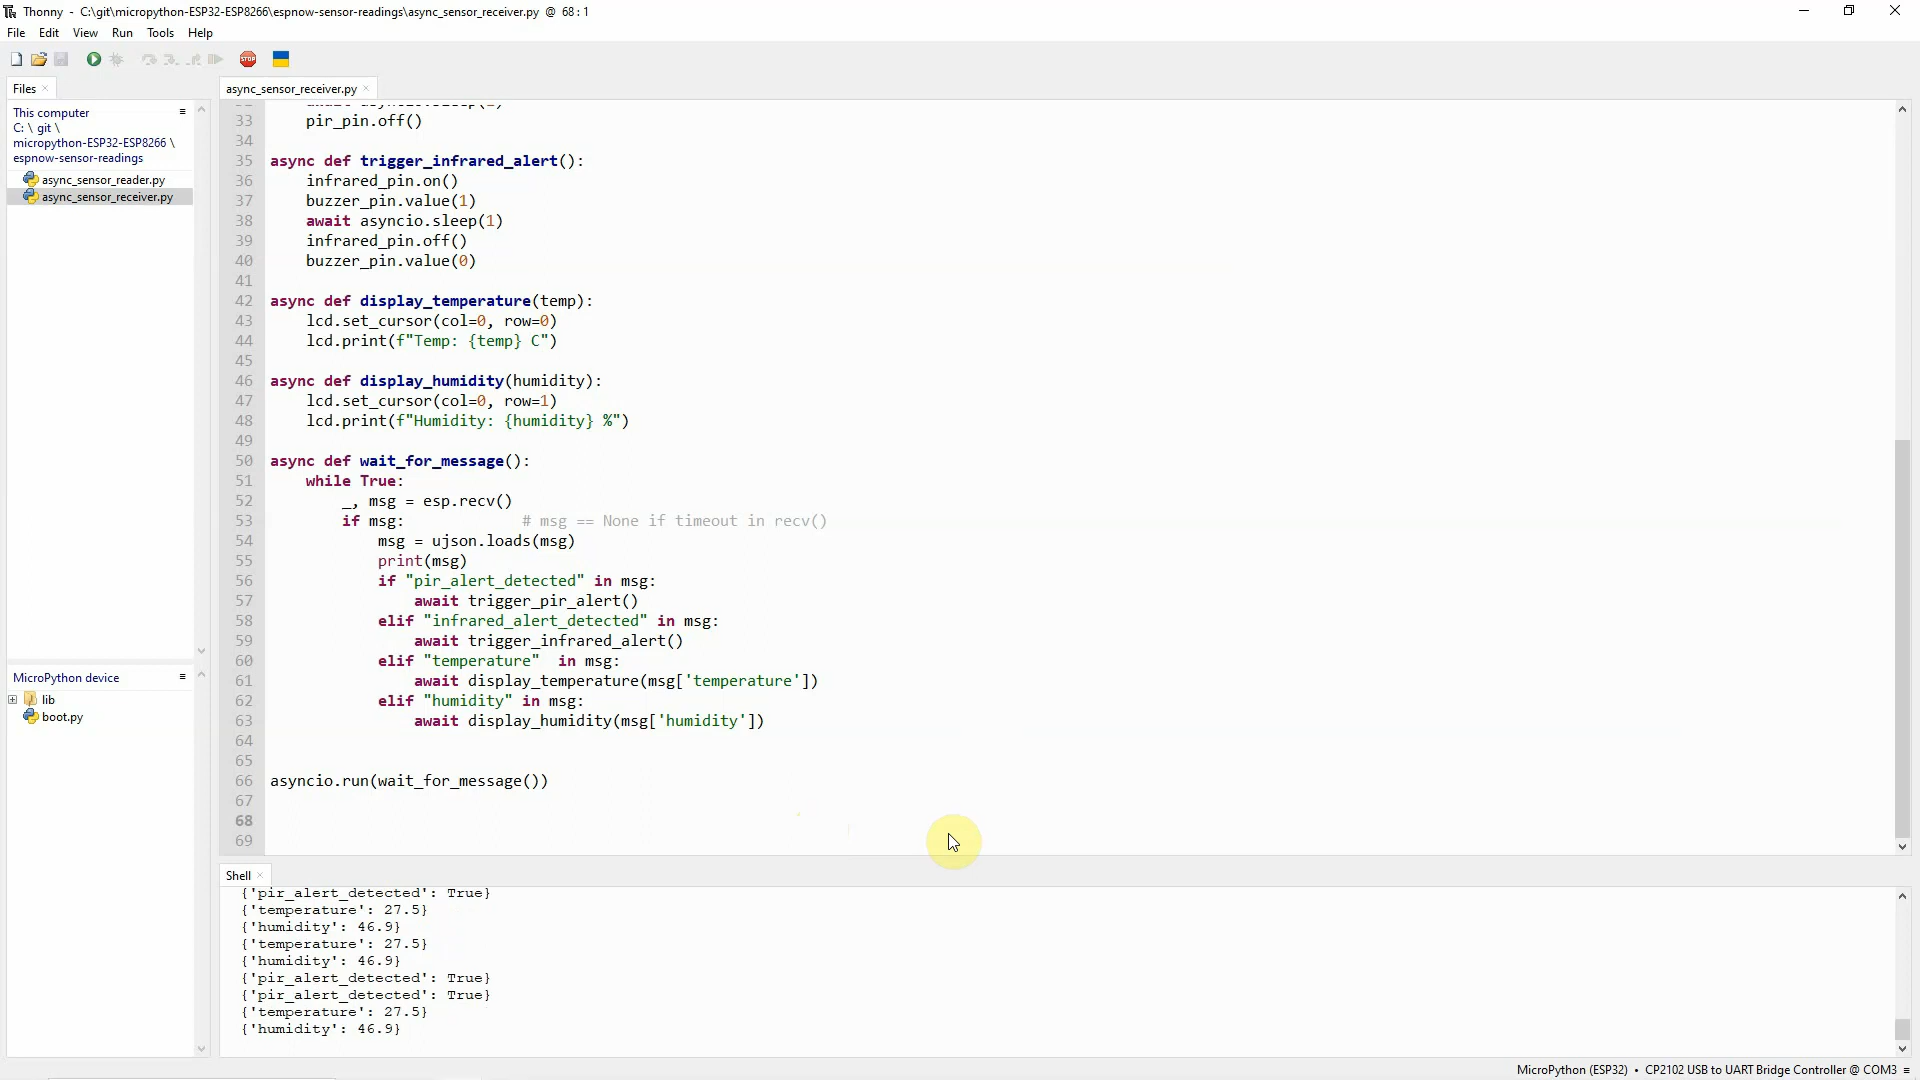 Thonny - C:\git\micropython-ESP32-ESP8266\espnow-sensor-readings\async_sensor_receiver.py @ 68 : 1
File Edit View Run Tools Help
STOP
Files
async_sensor_receiver.py
This computer
C: \ git \
micropython-ESP32-ESP8266 \
espnow-sensor-readings
async_sensor_reader.py
async_sensor_receiver.py
MicroPython device
lib
boot.py
33     pir_pin.off()
34
35 async def trigger_infrared_alert():
36     infrared_pin.on()
37     buzzer_pin.value(1)
38     await asyncio.sleep(1)
39     infrared_pin.off()
40     buzzer_pin.value(0)
41
42 async def display_temperature(temp):
43     lcd.set_cursor(col=0, row=0)
44     lcd.print(f"Temp: {temp} C")
45
46 async def display_humidity(humidity):
47     lcd.set_cursor(col=0, row=1)
48     lcd.print(f"Humidity: {humidity} %")
49
50 async def wait_for_message():
51     while True:
52         _, msg = esp.recv()
53         if msg:             # msg == None if timeout in recv()
54             msg = ujson.loads(msg)
55             print(msg)
56             if "pir_alert_detected" in msg:
57                 await trigger_pir_alert()
58             elif "infrared_alert_detected" in msg:
59                 await trigger_infrared_alert()
60             elif "temperature"  in msg:
61                 await display_temperature(msg['temperature'])
62             elif "humidity" in msg:
63                 await display_humidity(msg['humidity'])
64
65
66 asyncio.run(wait_for_message())
67
68
69
Shell
{'pir_alert_detected': True}
{'temperature': 27.5}
{'humidity': 46.9}
{'temperature': 27.5}
{'humidity': 46.9}
{'pir_alert_detected': True}
{'pir_alert_detected': True}
{'temperature': 27.5}
{'humidity': 46.9}
MicroPython (ESP32) • CP2102 USB to UART Bridge Controller @ COM3